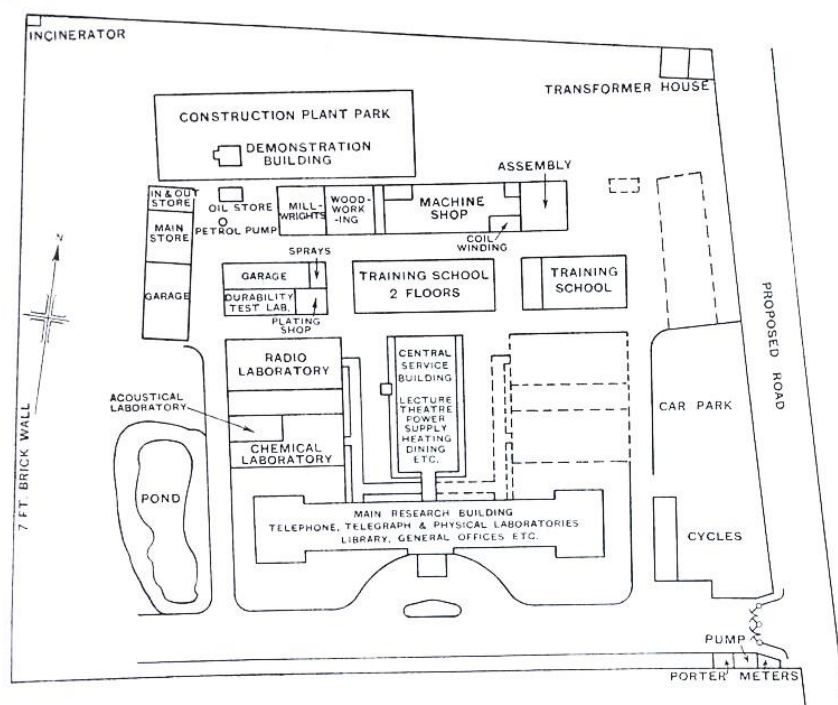 INCINERATOR
TRANSFORMER HOUSE
CONSTRUCTION PLANT PARK
DEMONSTRATION
BUILDING
ASSEMBLY
IN & OUT
STORE
OIL STORE
PETROL PUMP
MILL-
WRIGHTS
WOOD-
WORK
-ING
MACHINE
SHOP
COIL
WINDING
MAIN
STORE
GARAGE
SPRAYS
GARAGE
DURABILITY
TEST LAB.
PLATING
SHOP
TRAINING SCHOOL
2 FLOORS
TRAINING
SCHOOL
N
PROPOSED ROAD
RADIO
LABORATORY
CENTRAL
SERVICE
BUILDING
LECTURE
THEATRE
POWER
SUPPLY
HEATING
DINING
ETC.
ACOUSTICAL
LABORATORY
CHEMICAL
LABORATORY
CAR PARK
7 FT. BRICK WALL
POND
MAIN RESEARCH BUILDING
TELEPHONE, TELEGRAPH & PHYSICAL LABORATORIES
LIBRARY, GENERAL OFFICES ETC.
CYCLES
PUMP
PORTER
METERS